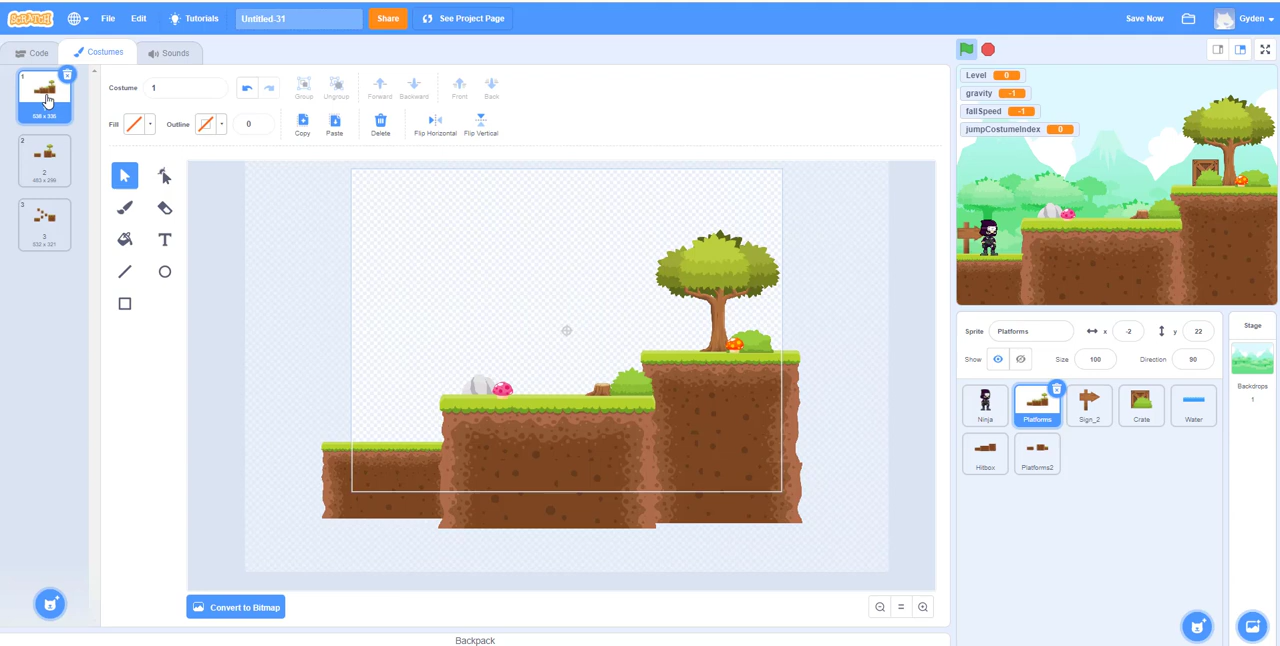 SCRATCH File Edit Tutorials Untitled-31 Share See Project Page Save Now Gyden
Code Costumes Sounds
Costume 1 Group Ungroup Forward Backward Front Back
Fill Outline 0 Copy Paste Delete Flip Horizontal Flip Vertical
1
2
2
3
3
T
Convert to Bitmap
Backpack
Level 0
gravity -1
fallSpeed -1
jumpCostumeIndex 0
Sprite Platforms x -2 y 22
Show Size 100 Direction 90
Ninja Platforms Sign_2 Crate Water
Hitbox Platforms2
Stage
Backdrops
1